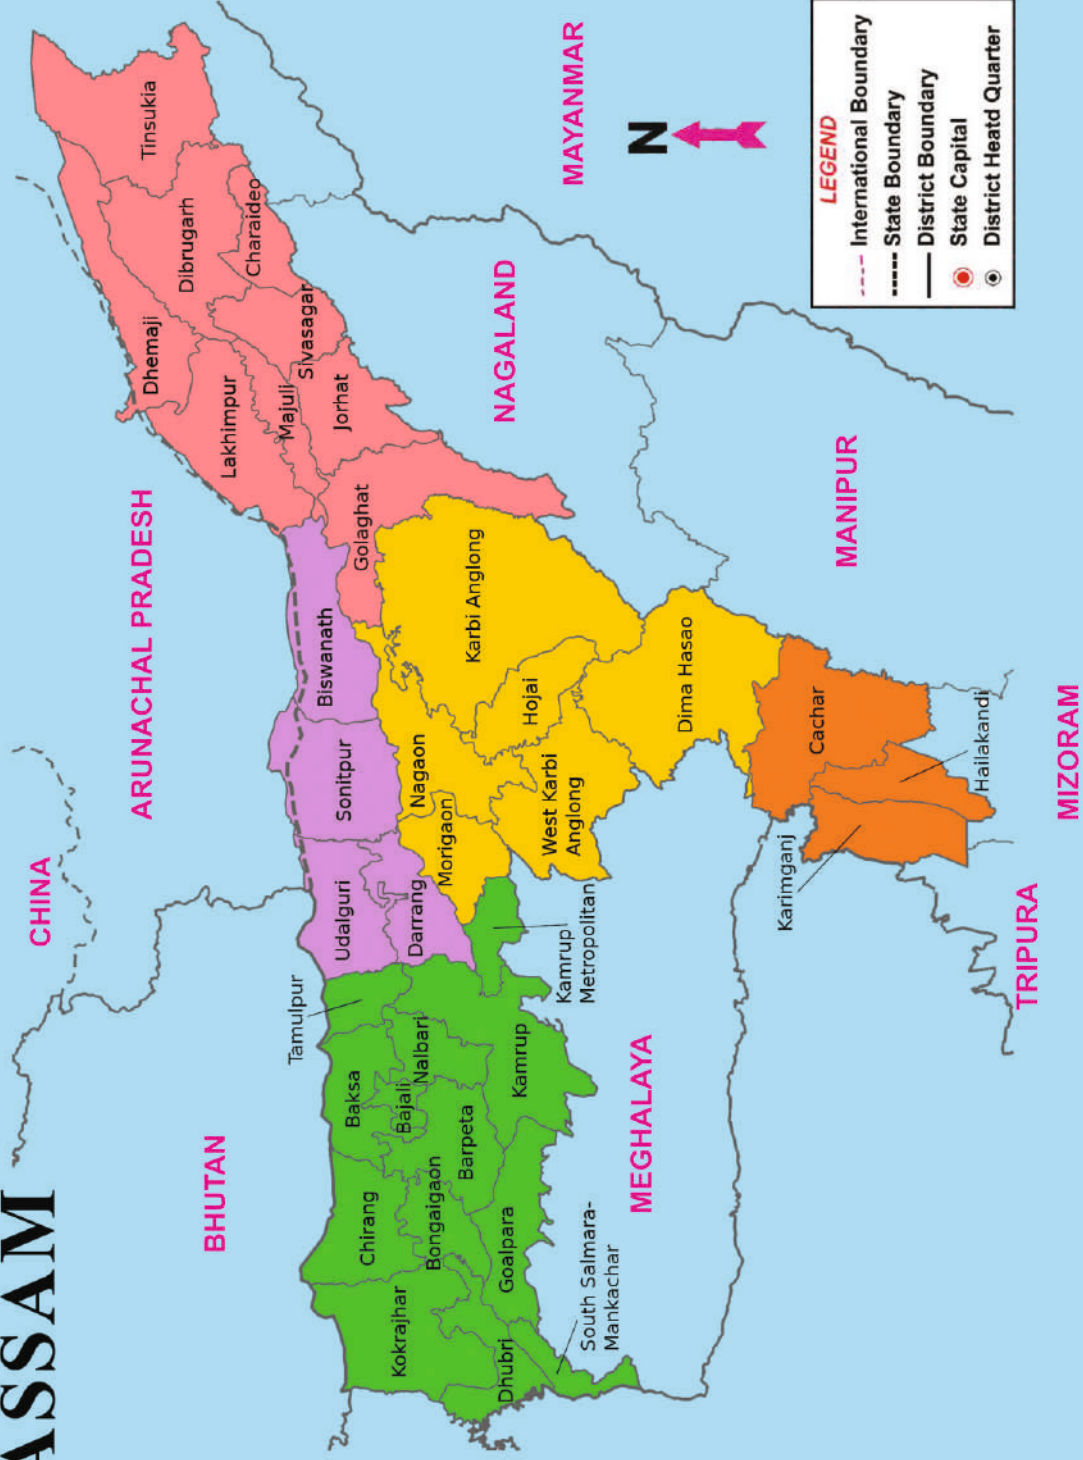 ASSAM
CHINA
ARUNACHAL PRADESH
BHUTAN
Tinsukia
Dibrugarh
Dhemaji
Charaideo
Lakhimpur
Sivasagar
Majuli
Jorhat
Golaghat
Biswanath
Sonitpur
Udalguri
Darrang
Tamulpur
Baksa
Nalbari
Bajali
Chirang
Kokrajhar
Bongaigaon
Barpeta
Kamrup
Goalpara
Dhubri
South Salmara-
Mankachar
Kamrup
Metropolitan
Morigaon
Nagaon
Karbi Anglong
Hojai
West Karbi
Anglong
Dima Hasao
Cachar
Hailakandi
Karimganj
MAYANMAR
NAGALAND
MANIPUR
MEGHALAYA
MIZORAM
TRIPURA
N
LEGEND
International Boundary
State Boundary
District Boundary
State Capital
District Heatd Quarter